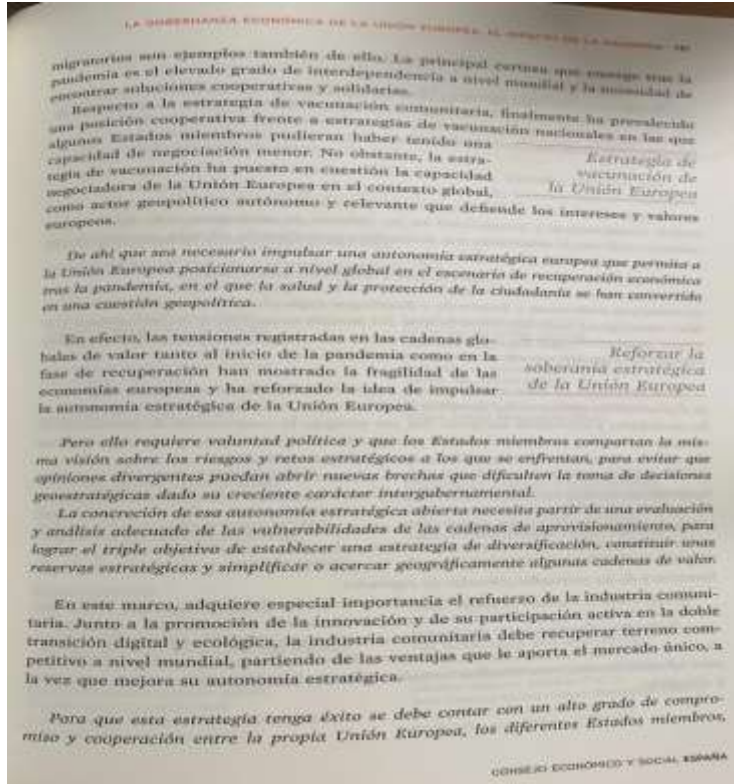 LA GOBERNANZA ECONÓMICA DE LA UNIÓN EUROPEA: EL IMPACTO DE LA PANDEMIA
migratorios son ejemplos también de ello. La principal certeza que emerge tras la
pandemia es el elevado grado de interdependencia a nivel mundial y la necesidad de
encontrar soluciones cooperativas y solidarias.
Respecto a la estrategia de vacunación comunitaria, finalmente ha prevalecido
una posición cooperativa frente a estrategias de vacunación nacionales en las que
algunos Estados miembros pudieran haber tenido una
capacidad de negociación menor. No obstante, la estra-
tegia de vacunación ha puesto en cuestión la capacidad
negociadora de la Unión Europea en el contexto global,
como actor geopolítico autónomo y relevante que defiende los intereses y valores
europeos.
Estrategia de
vacunación de
la Unión Europea
De ahí que sea necesario impulsar una autonomía estratégica europea que permita a
la Unión Europea posicionarse a nivel global en el escenario de recuperación económica
tras la pandemia, en el que la salud y la protección de la ciudadanía se han convertido
en una cuestión geopolítica.
En efecto, las tensiones registradas en las cadenas glo-
bales de valor tanto al inicio de la pandemia como en la
fase de recuperación han mostrado la fragilidad de las
economías europeas y ha reforzado la idea de impulsar
la autonomía estratégica de la Unión Europea.
Reforzar la
soberanía estratégica
de la Unión Europea
Pero ello requiere voluntad política y que los Estados miembros compartan la mis-
ma visión sobre los riesgos y retos estratégicos a los que se enfrentan, para evitar que
opiniones divergentes puedan abrir nuevas brechas que dificulten la toma de decisiones
geoestratégicas dado su creciente carácter intergubernamental.
La concreción de esa autonomía estratégica abierta necesita partir de una evaluación
y análisis adecuado de las vulnerabilidades de las cadenas de aprovisionamiento, para
lograr el triple objetivo de establecer una estrategia de diversificación, constituir unas
reservas estratégicas y simplificar o acercar geográficamente algunas cadenas de valor.
En este marco, adquiere especial importancia el refuerzo de la industria comuni-
taria. Junto a la promoción de la innovación y de su participación activa en la doble
transición digital y ecológica, la industria comunitaria debe recuperar terreno com-
petitivo a nivel mundial, partiendo de las ventajas que le aporta el mercado único, a
la vez que mejora su autonomía estratégica.
Para que esta estrategia tenga éxito se debe contar con un alto grado de compro-
miso y cooperación entre la propia Unión Europea, los diferentes Estados miembros,
CONSEJO ECONÓMICO Y SOCIAL ESPAÑA